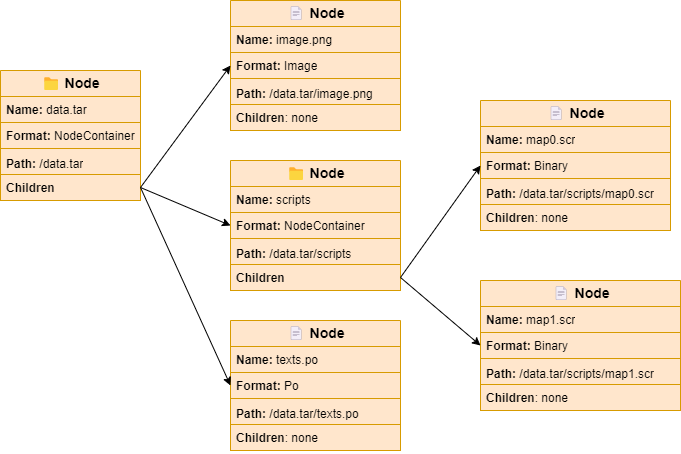 Node
Name: data.tar
Format: NodeContainer
Path: /data.tar
Children
Node
Name: image.png
Format: Image
Path: /data.tar/image.png
Children: none
Node
Name: scripts
Format: NodeContainer
Path: /data.tar/scripts
Children
Node
Name: texts.po
Format: Po
Path: /data.tar/texts.po
Children: none
Node
Name: map0.scr
Format: Binary
Path: /data.tar/scripts/map0.scr
Children: none
Node
Name: map1.scr
Format: Binary
Path: /data.tar/scripts/map1.scr
Children: none